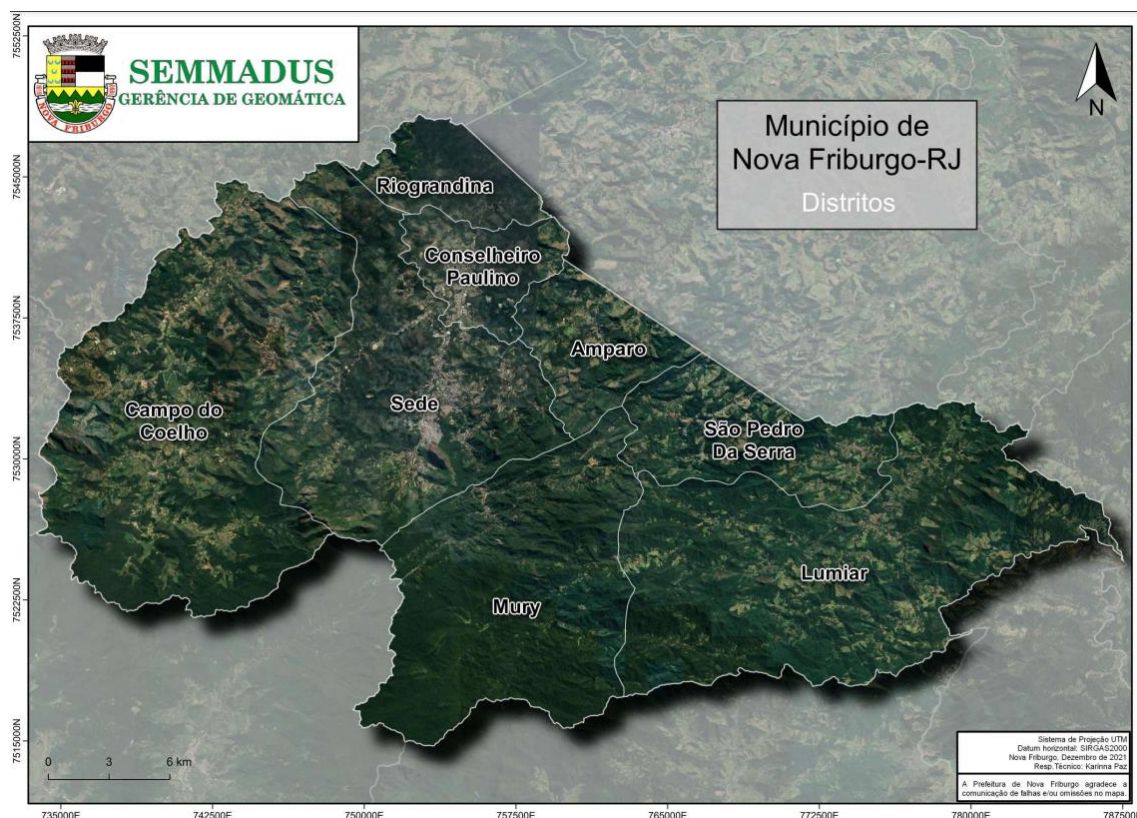 7552500N
SEMMADUS
GERÊNCIA DE GEOMÁTICA
NOVA FRIBURGO
N
Município de
Nova Friburgo-RJ
Distritos
7545000N
Riograndina
Conselheiro
Paulino
7537500N
Amparo
Sede
Campo do
Coelho
São Pedro
Da Serra
7530000N
Lumiar
Mury
7522500N
7515000N
0 3 6 km
Sistema de Projeção UTM
Datum horizontal: SIRGAS2000
Nova Friburgo, Dezembro de 2021
Resp.Técnico: Karinna Paz
A Prefeitura de Nova Friburgo agradece a
comunicação de falhas e/ou omissões no mapa.
735000E 742500E 750000E 757500E 765000E 772500E 780000E 787500E